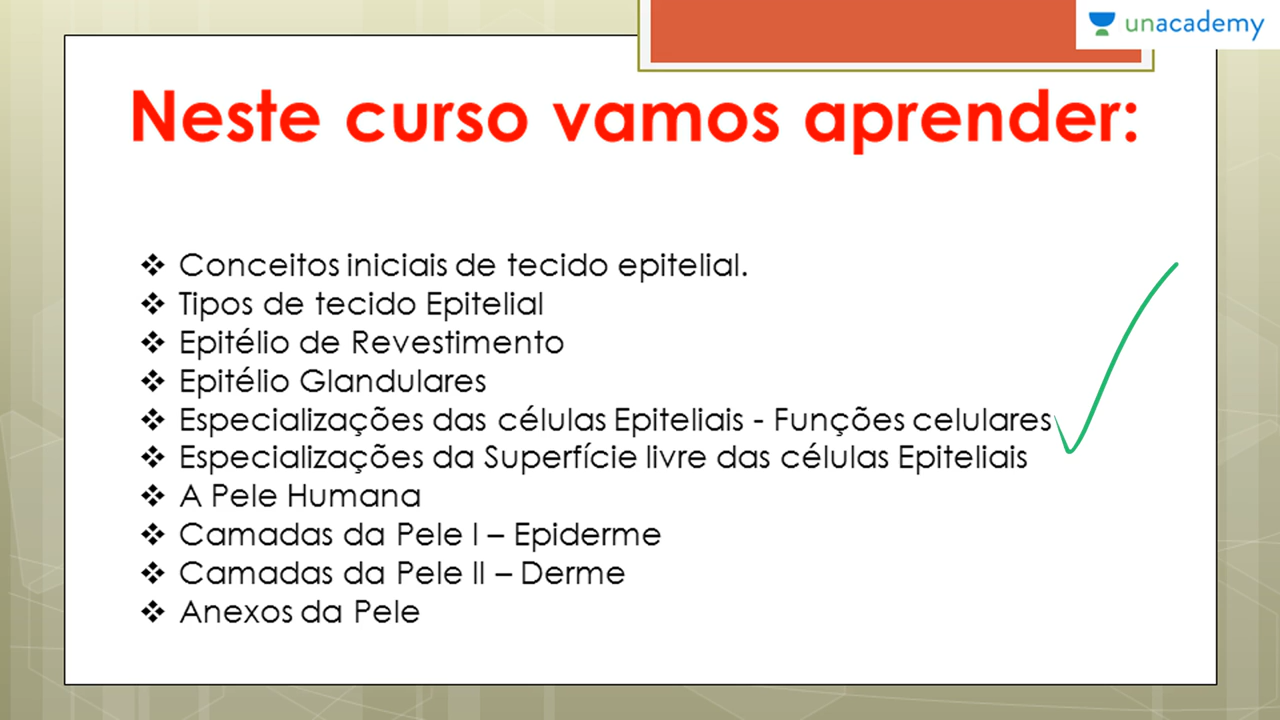 unacademy
Neste curso vamos aprender:
❖ Conceitos iniciais de tecido epitelial.
❖ Tipos de tecido Epitelial
❖ Epitélio de Revestimento
❖ Epitélio Glandulares
❖ Especializações das células Epiteliais - Funções celulares
❖ Especializações da Superfície livre das células Epiteliais
❖ A Pele Humana
❖ Camadas da Pele I – Epiderme
❖ Camadas da Pele II – Derme
❖ Anexos da Pele